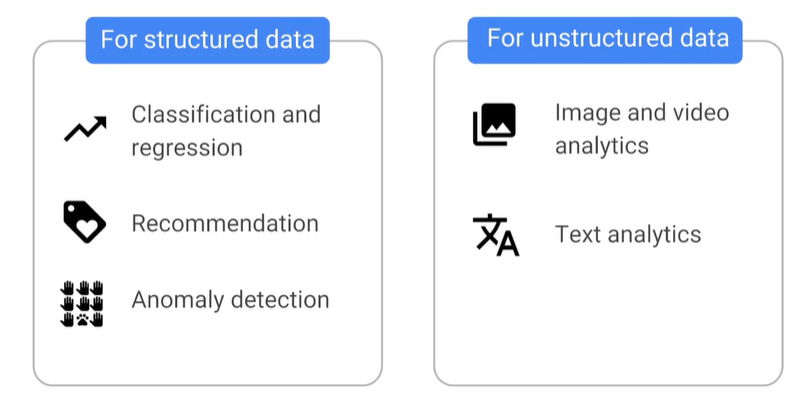 For structured data
Classification and
regression
Recommendation
Anomaly detection
For unstructured data
Image and video
analytics
Text analytics